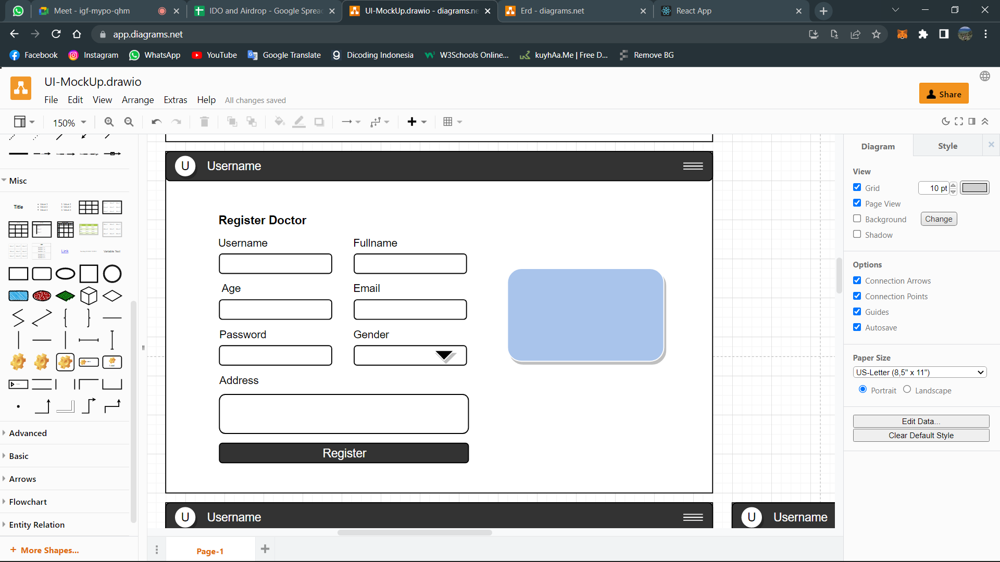 Meet - igf-mypo-qhm
IDO and Airdrop - Google Sprea
UI-MockUp.drawio - diagrams.ne
Erd - diagrams.net
React App
app.diagrams.net
Facebook
Instagram
WhatsApp
YouTube
Google Translate
Dicoding Indonesia
W3Schools Online...
kuyhAa.Me | Free D...
Remove BG
UI-MockUp.drawio
File Edit View Arrange Extras Help All changes saved
Share
150%
Misc
Title
Link
Variable Text
Advanced
Basic
Arrows
Flowchart
Entity Relation
+ More Shapes...
U Username
Register Doctor
Username Fullname
Age Email
Password Gender
Address
Register
U Username
U Username
Page-1
Diagram Style
View
Grid 10 pt
Page View
Background Change
Shadow
Options
Connection Arrows
Connection Points
Guides
Autosave
Paper Size
US-Letter (8,5" x 11")
Portrait Landscape
Edit Data...
Clear Default Style